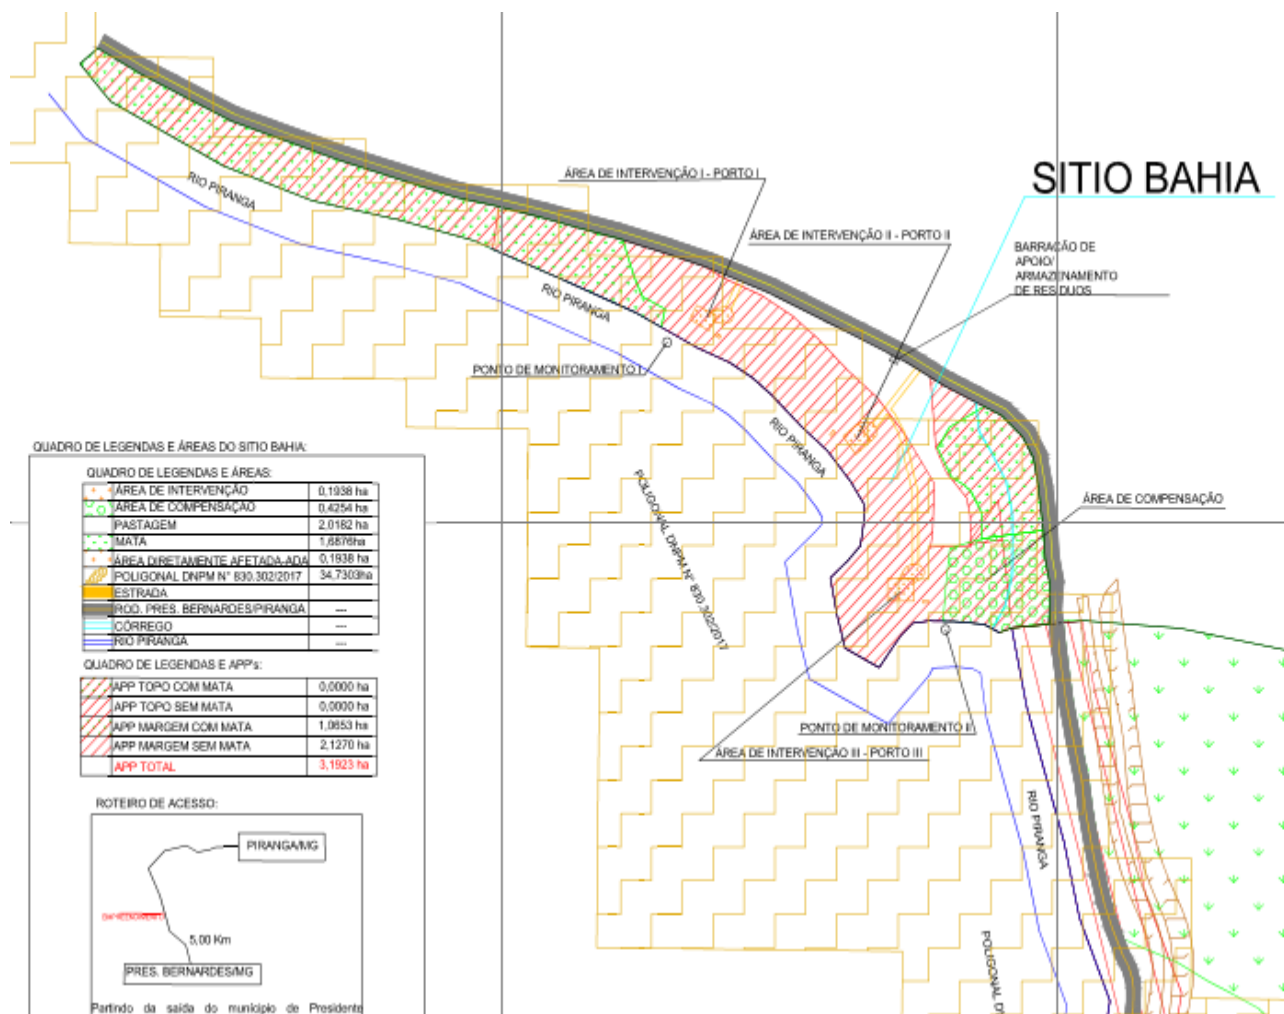 RIO PIRANGA
ÁREA DE INTERVENÇÃO I - PORTO I
SITIO BAHIA
ÁREA DE INTERVENÇÃO II - PORTO II
BARRACÃO DE
APOIO/
ARMAZENAMENTO
DE RESIDUOS
RIO PIRANGA
PONTO DE MONITORAMENTO I
RIO PIRANGA
POLIGONAL DNPM N° 830.302/2017
ÁREA DE COMPENSAÇÃO
PONTO DE MONITORAMENTO II
ÁREA DE INTERVENÇÃO III - PORTO III
RIO PIRANGA
POLIGONAL D
QUADRO DE LEGENDAS E ÁREAS DO SITIO BAHIA:
QUADRO DE LEGENDAS E ÁREAS:
ÁREA DE INTERVENÇÃO 0,1938 ha
ÁREA DE COMPENSAÇÃO 0,4254 ha
PASTAGEM 2,0182 ha
MATA 1,6876ha
ÁREA DIRETAMENTE AFETADA-ADA 0,1938 ha
POLIGONAL DNPM N° 830.302/2017 34,7303ha
ESTRADA
ROD. PRES. BERNARDES/PIRANGA ---
CÓRREGO ---
RIO PIRANGA ---
QUADRO DE LEGENDAS E APP's:
APP TOPO COM MATA 0,0000 ha
APP TOPO SEM MATA 0,0000 ha
APP MARGEM COM MATA 1,0653 ha
APP MARGEM SEM MATA 2,1270 ha
APP TOTAL 3,1923 ha
ROTEIRO DE ACESSO:
PIRANGA/MG
EMPREENDIMENTO
5,00 Km
PRES. BERNARDES/MG
Partindo da saída do município de Presidente